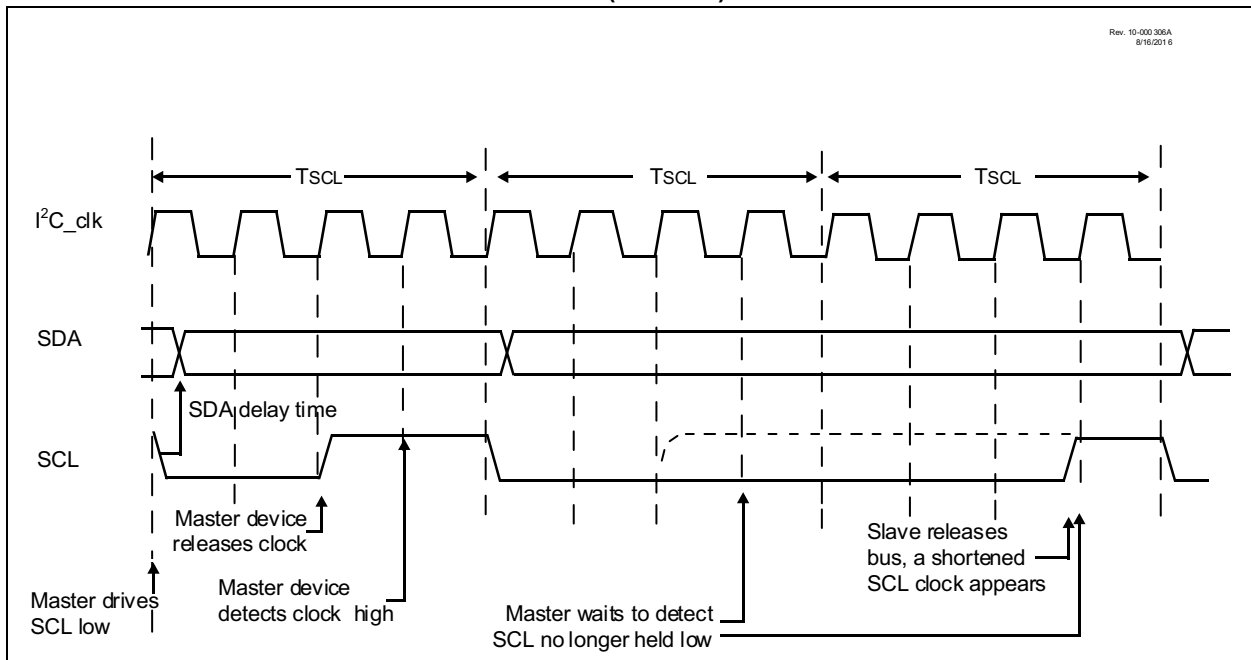 Rev. 10-000 306A
8/16/201 6
TSCL
TSCL
TSCL
I²C_clk
SDA
SDA delay time
SCL
Master device
releases clock
Master device
detects clock high
Master drives
SCL low
Master waits to detect
SCL no longer held low
Slave releases
bus, a shortened
SCL clock appears